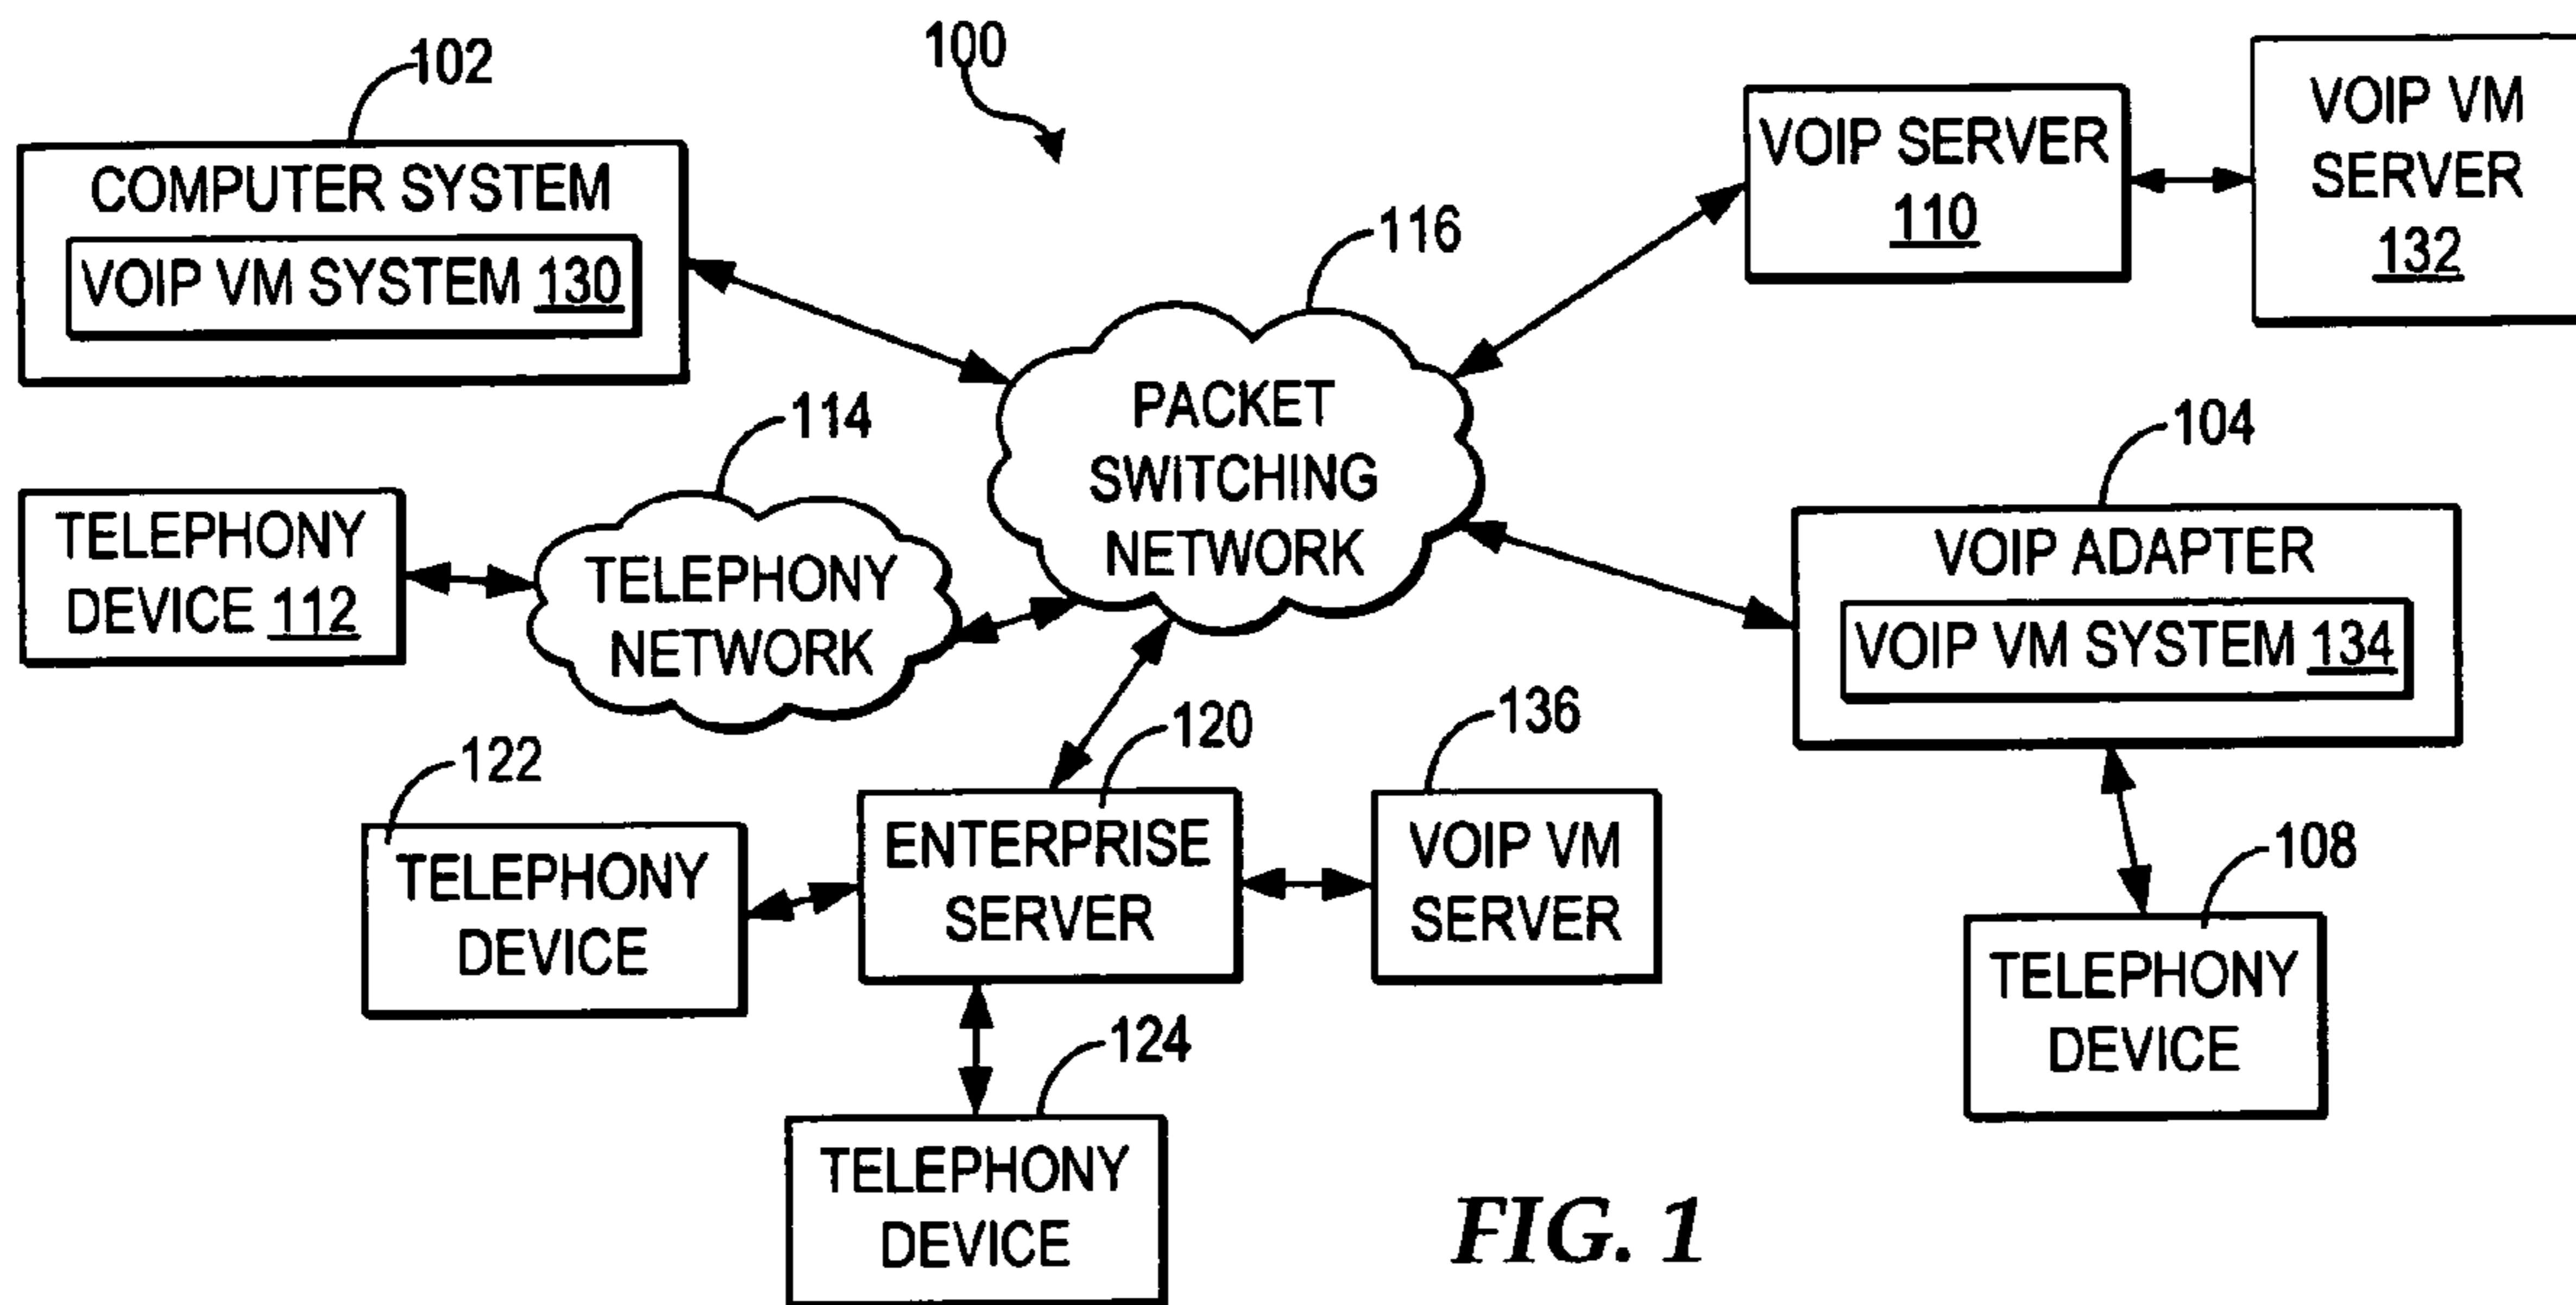 100
102
COMPUTER SYSTEM
VOIP VM SYSTEM 130
VOIP SERVER
110
VOIP VM
SERVER
132
116
PACKET
SWITCHING
NETWORK
114
TELEPHONY
NETWORK
TELEPHONY
DEVICE 112
104
VOIP ADAPTER
VOIP VM SYSTEM 134
122
TELEPHONY
DEVICE
120
ENTERPRISE
SERVER
136
VOIP VM
SERVER
108
TELEPHONY
DEVICE
124
TELEPHONY
DEVICE
FIG. 1